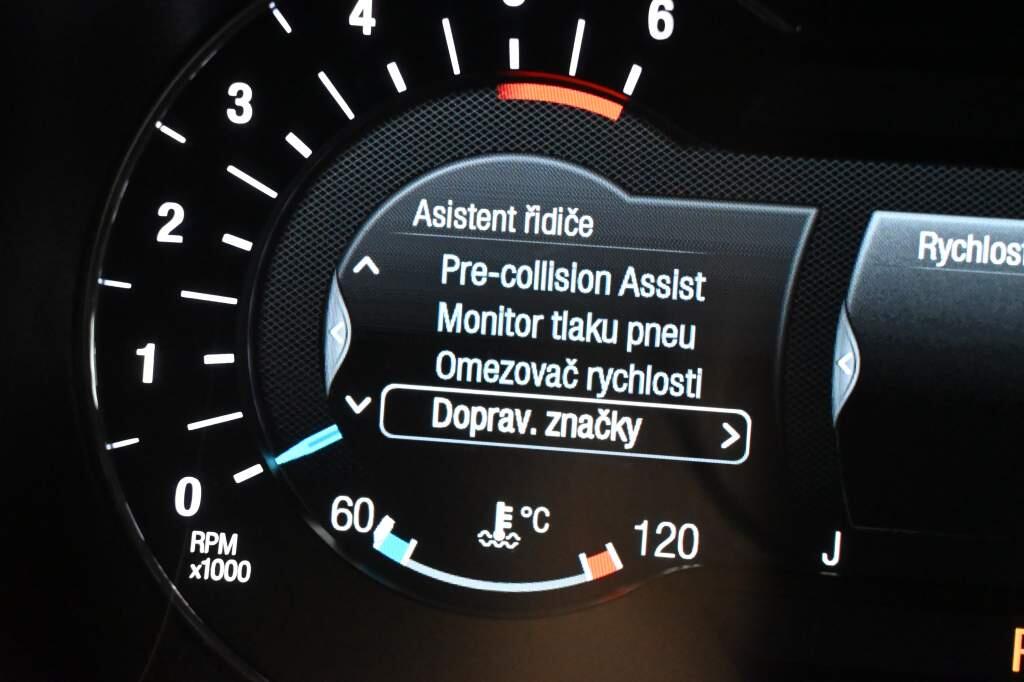 4
5
6
3
2
1
0
RPM
x1000
Asistent řidiče
Pre-collision Assist
Monitor tlaku pneu
Omezovač rychlosti
Doprav. značky
60
°C
120
J